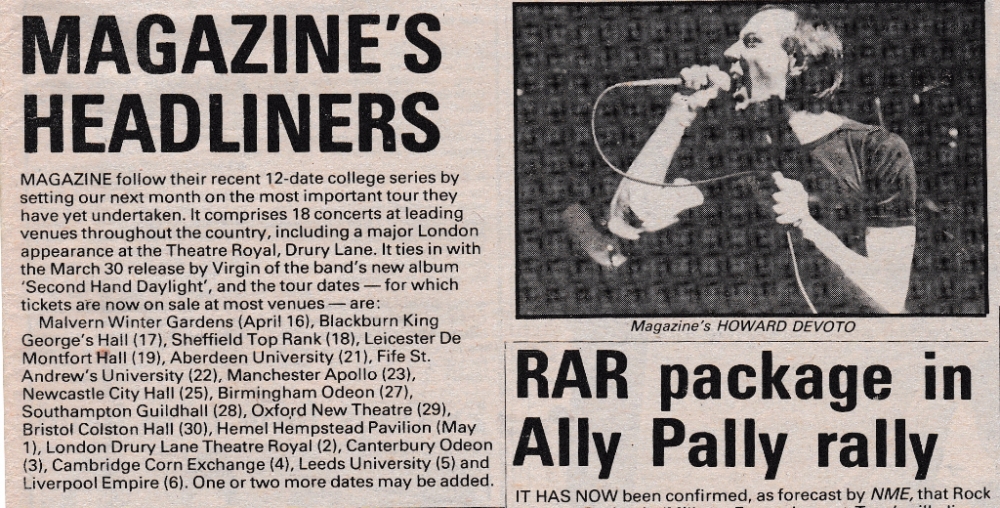 MAGAZINE'S
HEADLINERS
MAGAZINE follow their recent 12-date college series by
setting our next month on the most important tour they
have yet undertaken. It comprises 18 concerts at leading
venues throughout the country, including a major London
appearance at the Theatre Royal, Drury Lane. It ties in with
the March 30 release by Virgin of the band's new album
'Second Hand Daylight', and the tour dates — for which
tickets are now on sale at most venues — are:
Malvern Winter Gardens (April 16), Blackburn King
George's Hall (17), Sheffield Top Rank (18), Leicester De
Montfort Hall (19), Aberdeen University (21), Fife St.
Andrew's University (22), Manchester Apollo (23),
Newcastle City Hall (25), Birmingham Odeon (27),
Southampton Guildhall (28), Oxford New Theatre (29),
Bristol Colston Hall (30), Hemel Hempstead Pavilion (May
1), London Drury Lane Theatre Royal (2), Canterbury Odeon
(3), Cambridge Corn Exchange (4), Leeds University (5) and
Liverpool Empire (6). One or two more dates may be added.
Magazine's HOWARD DEVOTO
RAR package in
Ally Pally rally
IT HAS NOW been confirmed, as forecast by NME, that Rock